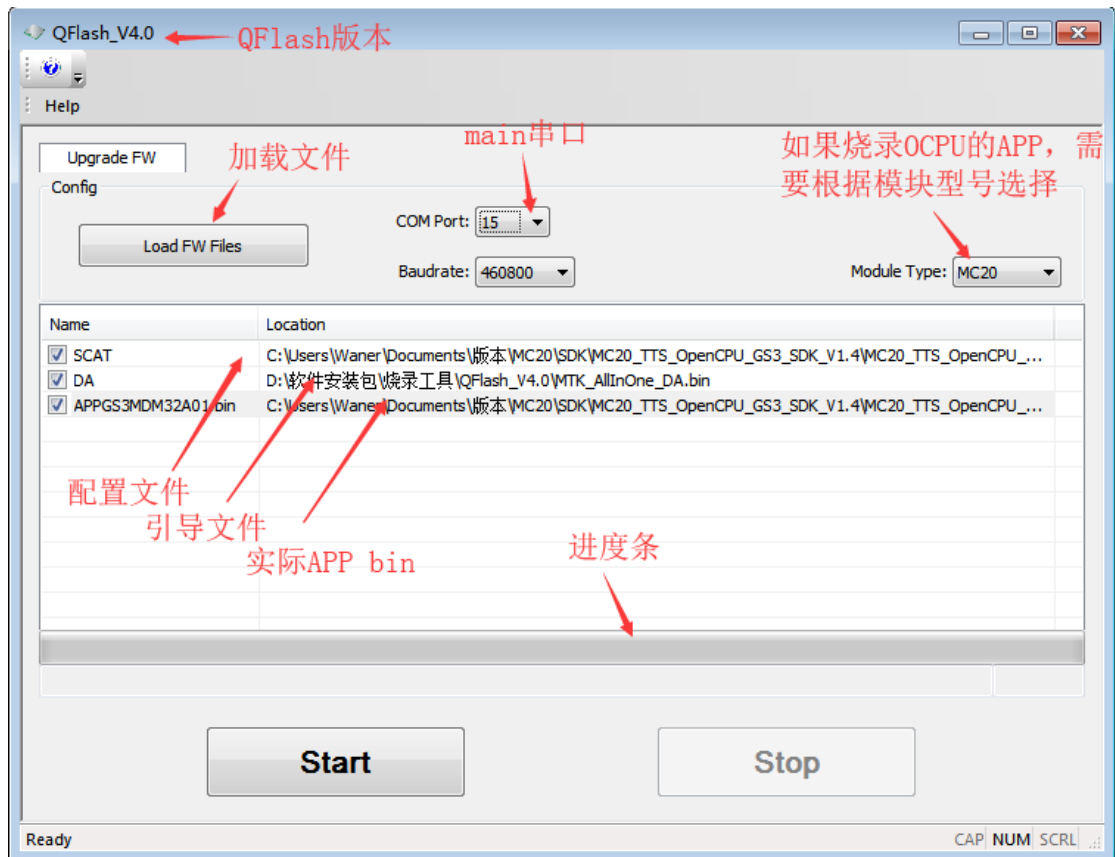 QFlash_V4.0
QFlash版本
Help
Upgrade FW
加载文件
main串口
如果烧录OCPU的APP，需
要根据模块型号选择
Config
Load FW Files
COM Port: 15
Baudrate: 460800
Module Type: MC20
Name Location
SCAT C:\Users\Waner\Documents\版本\MC20\SDK\MC20_TTS_OpenCPU_GS3_SDK_V1.4\MC20_TTS_OpenCPU_...
DA D:\软件安装包\烧录工具\QFlash_V4.0\MTK_AllInOne_DA.bin
APPGS3MDM32A01.bin C:\Users\Waner\Documents\版本\MC20\SDK\MC20_TTS_OpenCPU_GS3_SDK_V1.4\MC20_TTS_OpenCPU_...
配置文件
引导文件
实际APP bin
进度条
Start
Stop
Ready
CAP NUM SCRL